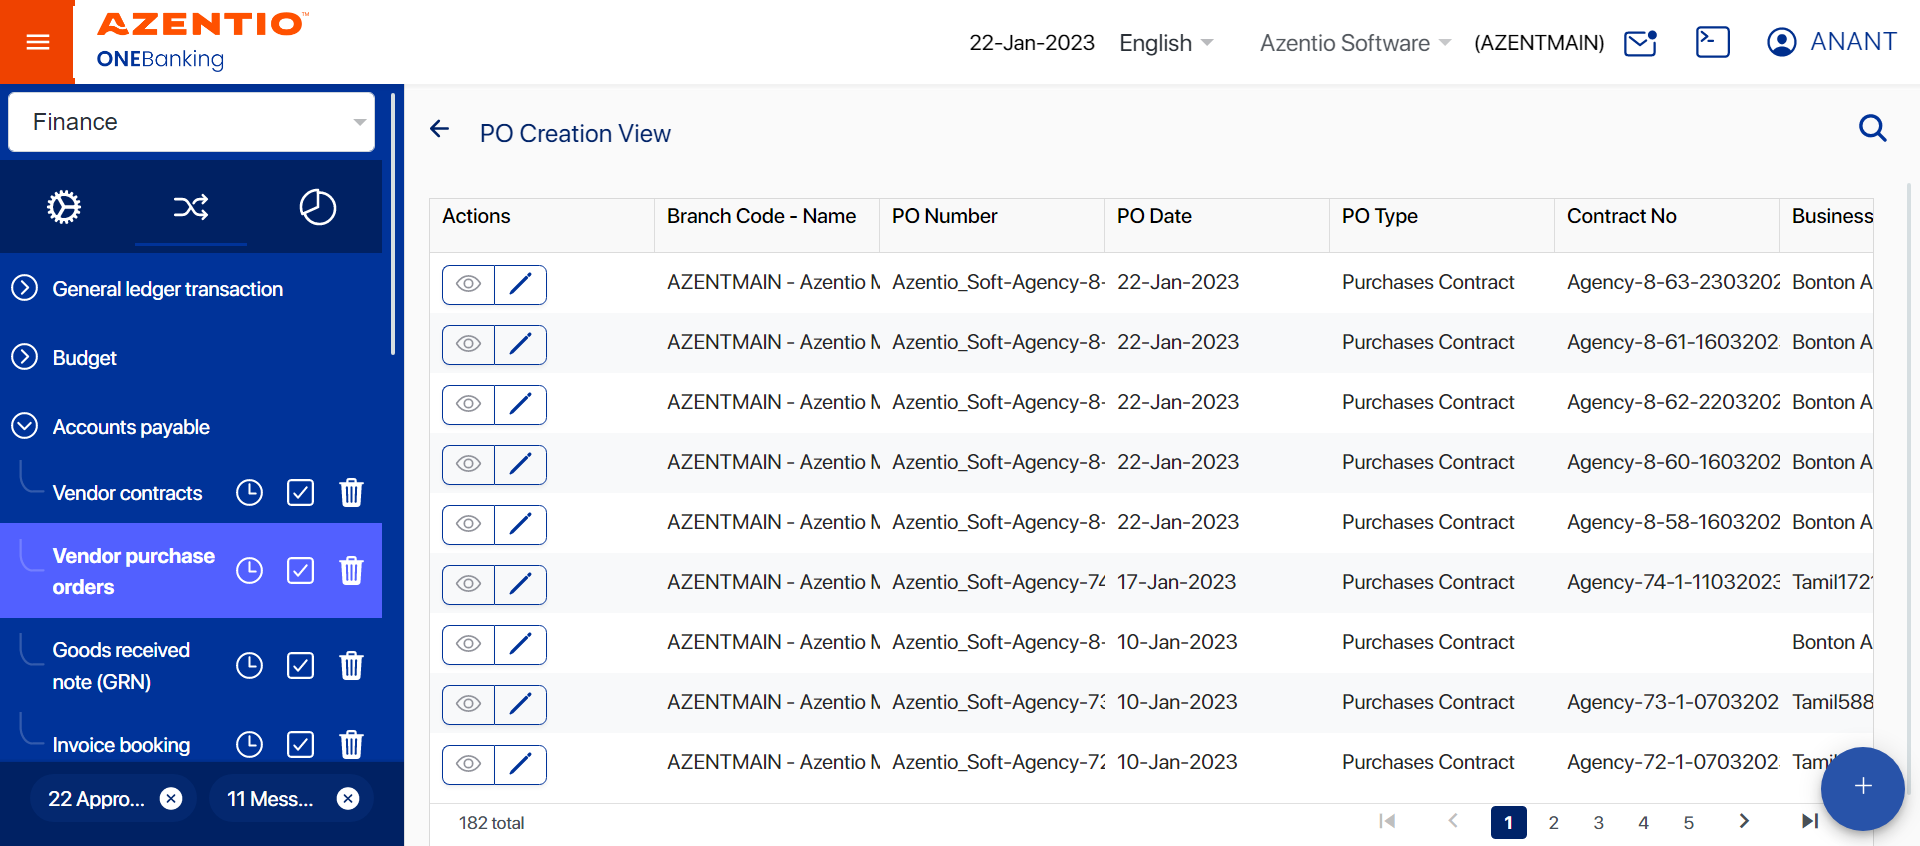 AZENTIO™
ONEBanking
22-Jan-2023 English Azentio Software (AZENTMAIN) ANANT
Finance
General ledger transaction
Budget
Accounts payable
Vendor contracts
Vendor purchase
orders
Goods received
note (GRN)
Invoice booking
22 Appro...
11 Mess...
PO Creation View
Actions Branch Code - Name PO Number PO Date PO Type Contract No Business
AZENTMAIN - Azentio M Azentio_Soft-Agency-8- 22-Jan-2023 Purchases Contract Agency-8-63-2303202 Bonton A
AZENTMAIN - Azentio M Azentio_Soft-Agency-8- 22-Jan-2023 Purchases Contract Agency-8-61-1603202 Bonton A
AZENTMAIN - Azentio M Azentio_Soft-Agency-8- 22-Jan-2023 Purchases Contract Agency-8-62-2203202 Bonton A
AZENTMAIN - Azentio M Azentio_Soft-Agency-8- 22-Jan-2023 Purchases Contract Agency-8-60-1603202 Bonton A
AZENTMAIN - Azentio M Azentio_Soft-Agency-8- 22-Jan-2023 Purchases Contract Agency-8-58-1603202 Bonton A
AZENTMAIN - Azentio M Azentio_Soft-Agency-74 17-Jan-2023 Purchases Contract Agency-74-1-11032023 Tamil172
AZENTMAIN - Azentio M Azentio_Soft-Agency-8- 10-Jan-2023 Purchases Contract Bonton A
AZENTMAIN - Azentio M Azentio_Soft-Agency-73 10-Jan-2023 Purchases Contract Agency-73-1-0703202 Tamil588
AZENTMAIN - Azentio M Azentio_Soft-Agency-72 10-Jan-2023 Purchases Contract Agency-72-1-0703202 Tami
182 total 1 2 3 4 5